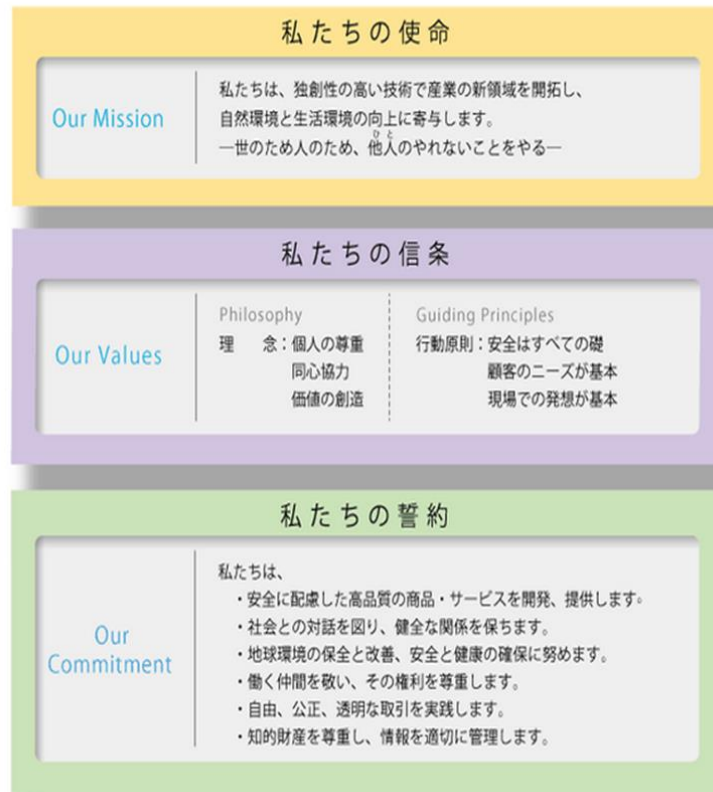 私たちの使命
Our Mission
私たちは、独創性の高い技術で産業の新領域を開拓し、
自然環境と生活環境の向上に寄与します。
ひと
―世のため人のため、他人のやれないことをやる―
私たちの信条
Our Values
Philosophy
理　念：個人の尊重
同心協力
価値の創造
Guiding Principles
行動原則：安全はすべての礎
顧客のニーズが基本
現場での発想が基本
私たちの誓約
Our
Commitment
私たちは、
・安全に配慮した高品質の商品・サービスを開発、提供します。
・社会との対話を図り、健全な関係を保ちます。
・地球環境の保全と改善、安全と健康の確保に努めます。
・働く仲間を敬い、その権利を尊重します。
・自由、公正、透明な取引を実践します。
・知的財産を尊重し、情報を適切に管理します。